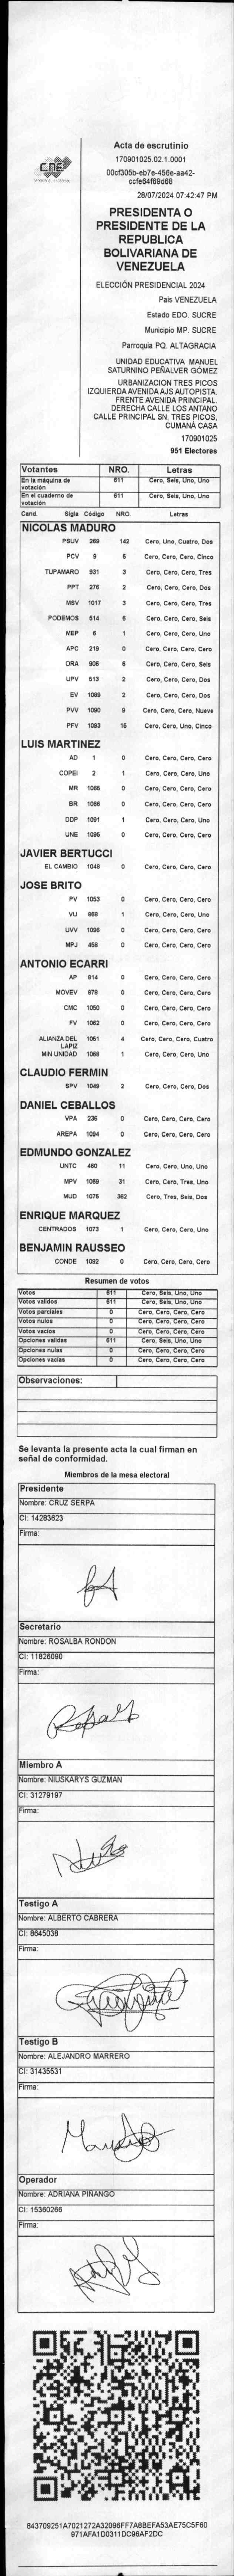 CNE
Acta de escrutinio
170901025.02.1.0001
00cf305b-eb7e-456e-aa42-
ccfe64f69d68
28/07/2024 07:42:47 PM
PRESIDENTA O
PRESIDENTE DE LA
REPUBLICA
BOLIVARIANA DE
VENEZUELA
ELECCIÓN PRESIDENCIAL 2024
País VENEZUELA
Estado EDO. SUCRE
Municipio MP. SUCRE
Parroquia PQ. ALTAGRACIA
UNIDAD EDUCATIVA MANUEL
SATURNINO PEÑALVER GÓMEZ
URBANIZACION TRES PICOS
IZQUIERDA AVENIDA AJS AUTOPISTA.
FRENTE AVENIDA PRINCIPAL.
DERECHA CALLE LOS ANTANO
CALLE PRINCIPAL SN, TRES PICOS,
CUMANÁ CASA
170901025
951 Electores
Votantes NRO. Letras
En la máquina de votación 611 Cero, Seis, Uno, Uno
En el cuaderno de votación 611 Cero, Seis, Uno, Uno
Cand. Sigla Código NRO. Letras
NICOLAS MADURO
PSUV 269 142 Cero, Uno, Cuatro, Dos
PCV 9 5 Cero, Cero, Cero, Cinco
TUPAMARO 931 3 Cero, Cero, Cero, Tres
PPT 276 2 Cero, Cero, Cero, Dos
MSV 1017 3 Cero, Cero, Cero, Tres
PODEMOS 514 6 Cero, Cero, Cero, Seis
MEP 6 1 Cero, Cero, Cero, Uno
APC 219 0 Cero, Cero, Cero, Cero
ORA 906 6 Cero, Cero, Cero, Seis
UPV 513 2 Cero, Cero, Cero, Dos
EV 1089 2 Cero, Cero, Cero, Dos
PVV 1090 9 Cero, Cero, Cero, Nueve
PFV 1093 15 Cero, Cero, Uno, Cinco
LUIS MARTINEZ
AD 1 0 Cero, Cero, Cero, Cero
COPEI 2 1 Cero, Cero, Cero, Uno
MR 1065 0 Cero, Cero, Cero, Cero
BR 1066 0 Cero, Cero, Cero, Cero
DDP 1091 1 Cero, Cero, Cero, Uno
UNE 1095 0 Cero, Cero, Cero, Cero
JAVIER BERTUCCI
EL CAMBIO 1048 0 Cero, Cero, Cero, Cero
JOSE BRITO
PV 1053 0 Cero, Cero, Cero, Cero
VU 868 1 Cero, Cero, Cero, Uno
UVV 1096 0 Cero, Cero, Cero, Cero
MPJ 458 0 Cero, Cero, Cero, Cero
ANTONIO ECARRI
AP 914 0 Cero, Cero, Cero, Cero
MOVEV 979 0 Cero, Cero, Cero, Cero
CMC 1050 0 Cero, Cero, Cero, Cero
FV 1062 0 Cero, Cero, Cero, Cero
ALIANZA DEL LAPIZ 1051 4 Cero, Cero, Cero, Cuatro
MIN UNIDAD 1068 1 Cero, Cero, Cero, Uno
CLAUDIO FERMIN
SPV 1049 2 Cero, Cero, Cero, Dos
DANIEL CEBALLOS
VPA 236 0 Cero, Cero, Cero, Cero
AREPA 1094 0 Cero, Cero, Cero, Cero
EDMUNDO GONZALEZ
UNTC 460 11 Cero, Cero, Uno, Uno
MPV 1069 31 Cero, Cero, Tres, Uno
MUD 1075 362 Cero, Tres, Seis, Dos
ENRIQUE MARQUEZ
CENTRADOS 1073 1 Cero, Cero, Cero, Uno
BENJAMIN RAUSSEO
CONDE 1092 0 Cero, Cero, Cero, Cero
Resumen de votos
Votos 611 Cero, Seis, Uno, Uno
Votos validos 611 Cero, Seis, Uno, Uno
Votos parciales 0 Cero, Cero, Cero, Cero
Votos nulos 0 Cero, Cero, Cero, Cero
Votos vacios 0 Cero, Cero, Cero, Cero
Opciones validas 611 Cero, Seis, Uno, Uno
Opciones nulas 0 Cero, Cero, Cero, Cero
Opciones vacias 0 Cero, Cero, Cero, Cero
Observaciones:
Se levanta la presente acta la cual firman en
señal de conformidad.
Miembros de la mesa electoral
Presidente
Nombre: CRUZ SERPA
CI: 14283623
Firma:
Secretario
Nombre: ROSALBA RONDON
CI: 11826090
Firma:
Miembro A
Nombre: NIUSKARYS GUZMAN
CI: 31279197
Firma:
Testigo A
Nombre: ALBERTO CABRERA
CI: 8645038
Firma:
Testigo B
Nombre: ALEJANDRO MARRERO
CI: 31435531
Firma:
Operador
Nombre: ADRIANA PIÑANGO
CI: 15360266
Firma:
843709251A7021272A32096FF7A8BEFA53AE75C5F60
971AFA1D0311DC96AF2DC